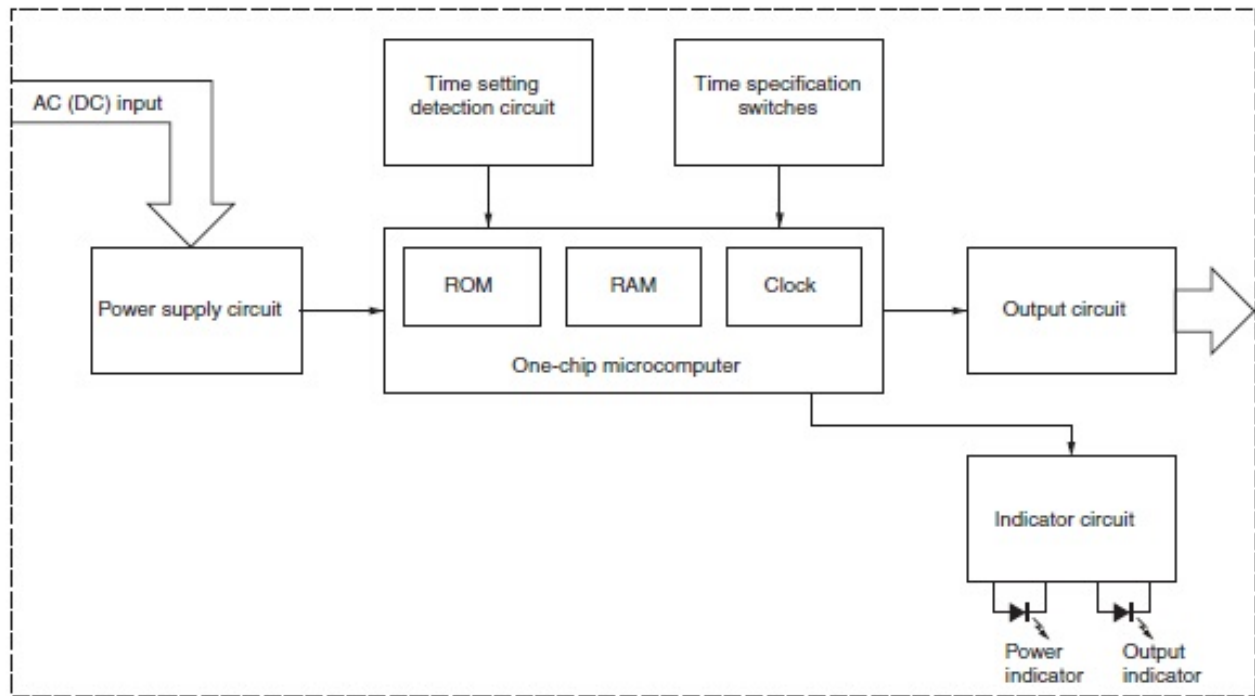 AC (DC) input
Time setting
detection circuit
Time specification
switches
Power supply circuit
ROM
RAM
Clock
One-chip microcomputer
Output circuit
Indicator circuit
Power
indicator
Output
indicator